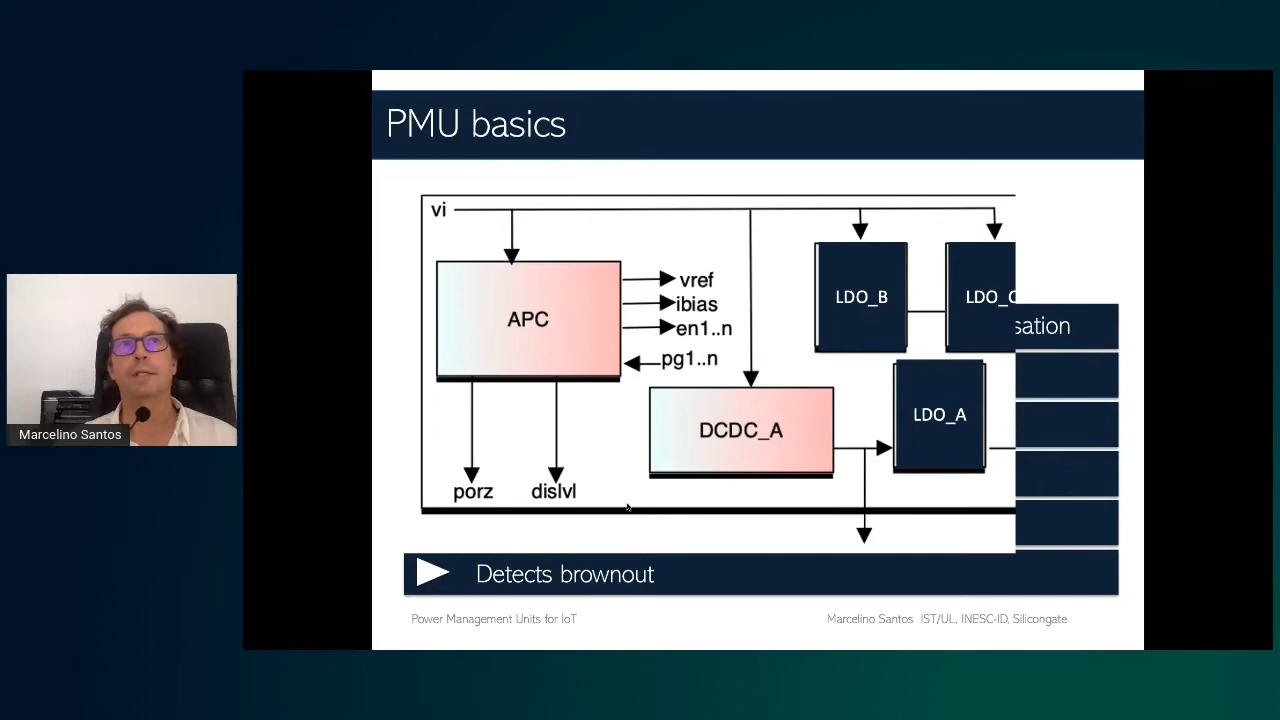 PMU basics
vi
APC
vref
ibias
en1..n
pg1..n
LDO_B
LDO_C
sation
DCDC_A
LDO_A
porz
dislvl
Detects brownout
Power Management Units for IoT
Marcelino Santos IST/UL, INESC-ID, Silicongate
Marcelino Santos